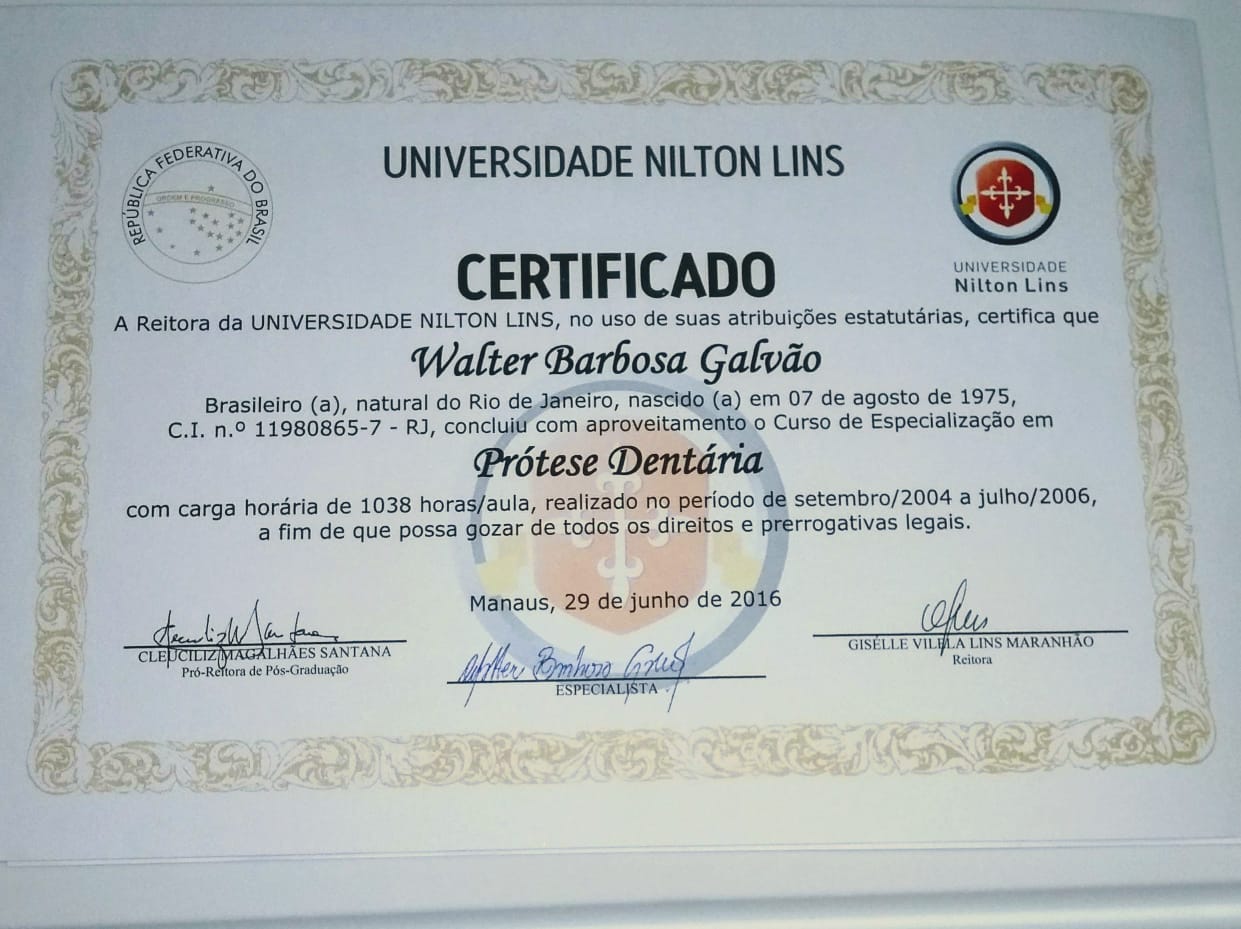 UNIVERSIDADE NILTON LINS
REPÚBLICA FEDERATIVA DO BRASIL
ORDEM E PROGRESSO
UNIVERSIDADE
Nilton Lins
CERTIFICADO
A Reitora da UNIVERSIDADE NILTON LINS, no uso de suas atribuições estatutárias, certifica que
Walter Barbosa Galvão
Brasileiro (a), natural do Rio de Janeiro, nascido (a) em 07 de agosto de 1975,
C.I. n.º 11980865-7 - RJ, concluiu com aproveitamento o Curso de Especialização em
Prótese Dentária
com carga horária de 1038 horas/aula, realizado no período de setembro/2004 a julho/2006,
a fim de que possa gozar de todos os direitos e prerrogativas legais.
Manaus, 29 de junho de 2016
CLEUCILIZ MAGALHÃES SANTANA
Pró-Reitora de Pós-Graduação
ESPECIALISTA
GISÉLLE VILELA LINS MARANHÃO
Reitora